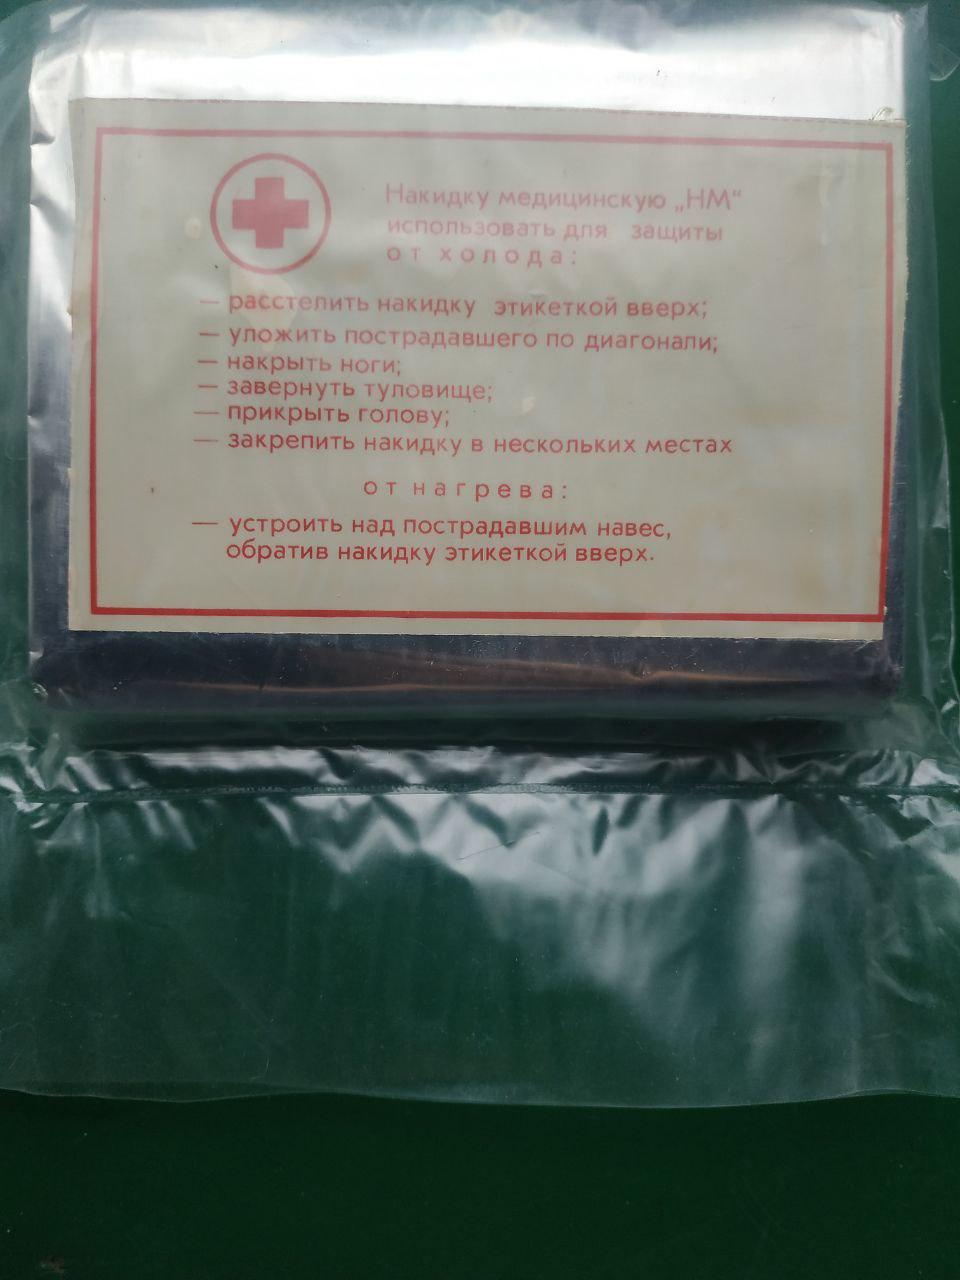 Накидку медицинскую „НМ“
использовать для защиты
от холода:
— расстелить накидку этикеткой вверх;
— уложить пострадавшего по диагонали;
— накрыть ноги;
— завернуть туловище;
— прикрыть голову;
— закрепить накидку в нескольких местах
от нагрева:
— устроить над пострадавшим навес,
обратив накидку этикеткой вверх.